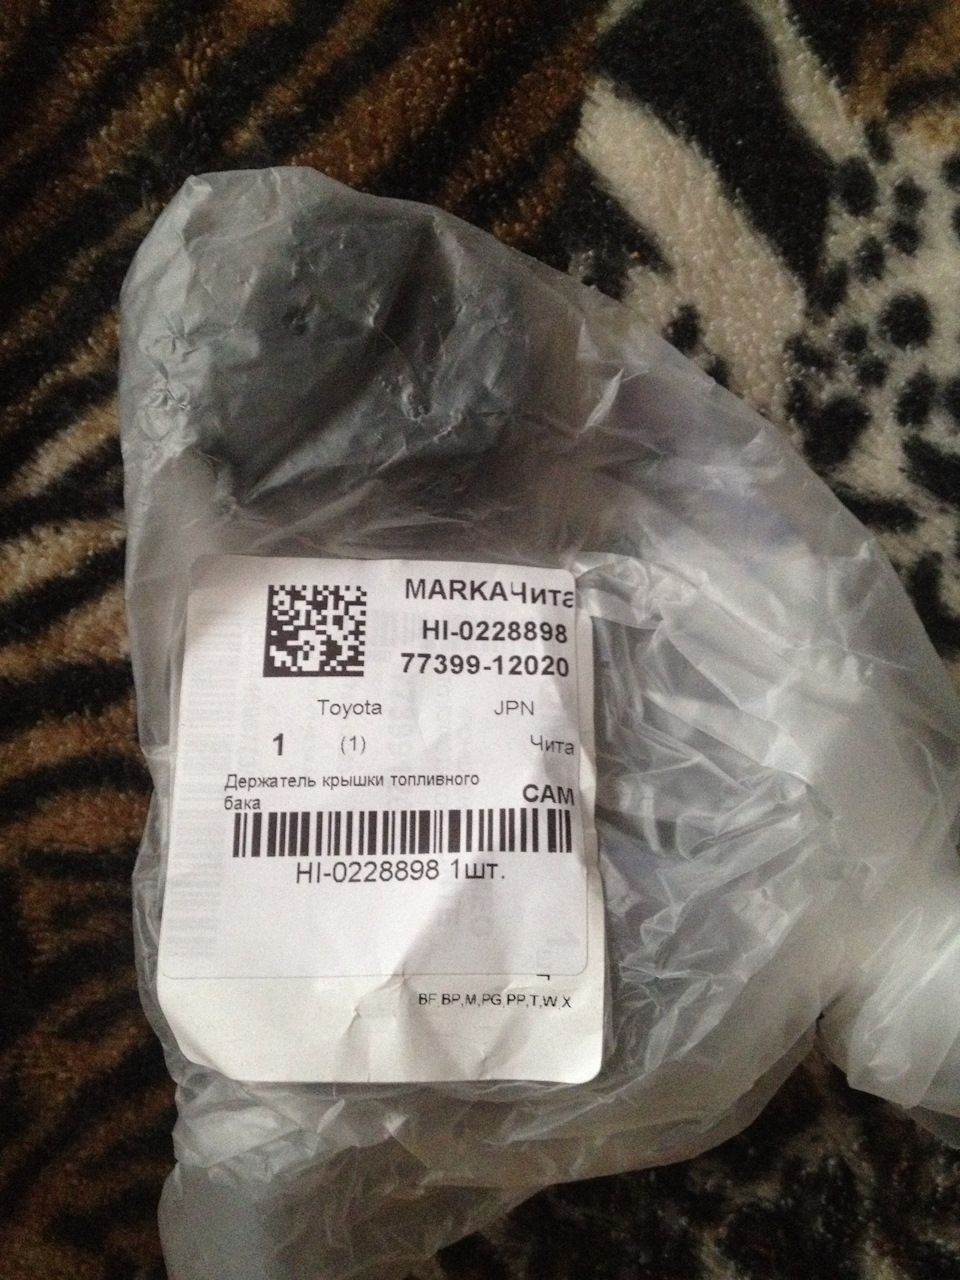 MARKAЧита
HI-0228898
77399-12020
Toyota JPN
1 (1) Чита
Держатель крышки топливного
бака CAM
HI-0228898 1шт.
BF,BP,M,PG,PP,T,W,X